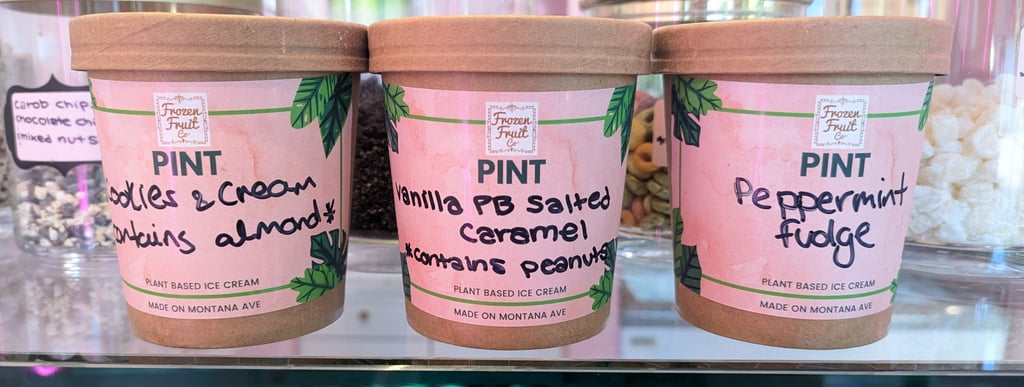 carob chips
chocolate chi
mixed nuts
Frozen
Fruit
Co
PINT
ookies & Cream
ontains almond*
PLANT BASED ICE CREAM
MADE ON MONTANA AVE
Frozen
Fruit
Co
PINT
Vanilla PB Salted
Caramel
*contains peanuts
PLANT BASED ICE CREAM
MADE ON MONTANA AVE
Frozen
Fruit
Co
PINT
Peppermint
fudge
PLANT BASED ICE CREAM
MADE ON MONTANA AVE